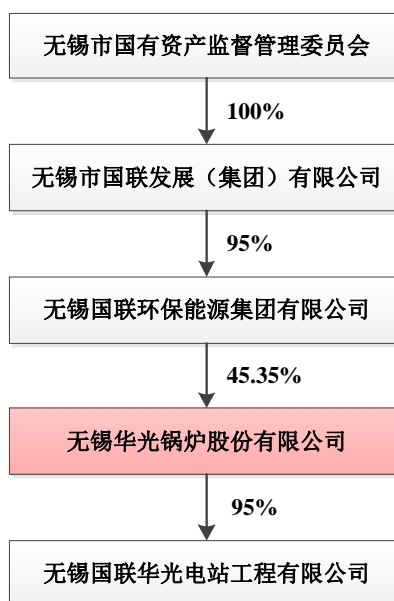 无锡市国有资产监督管理委员会
100%
无锡市国联发展（集团）有限公司
95%
无锡国联环保能源集团有限公司
45.35%
无锡华光锅炉股份有限公司
95%
无锡国联华光电站工程有限公司